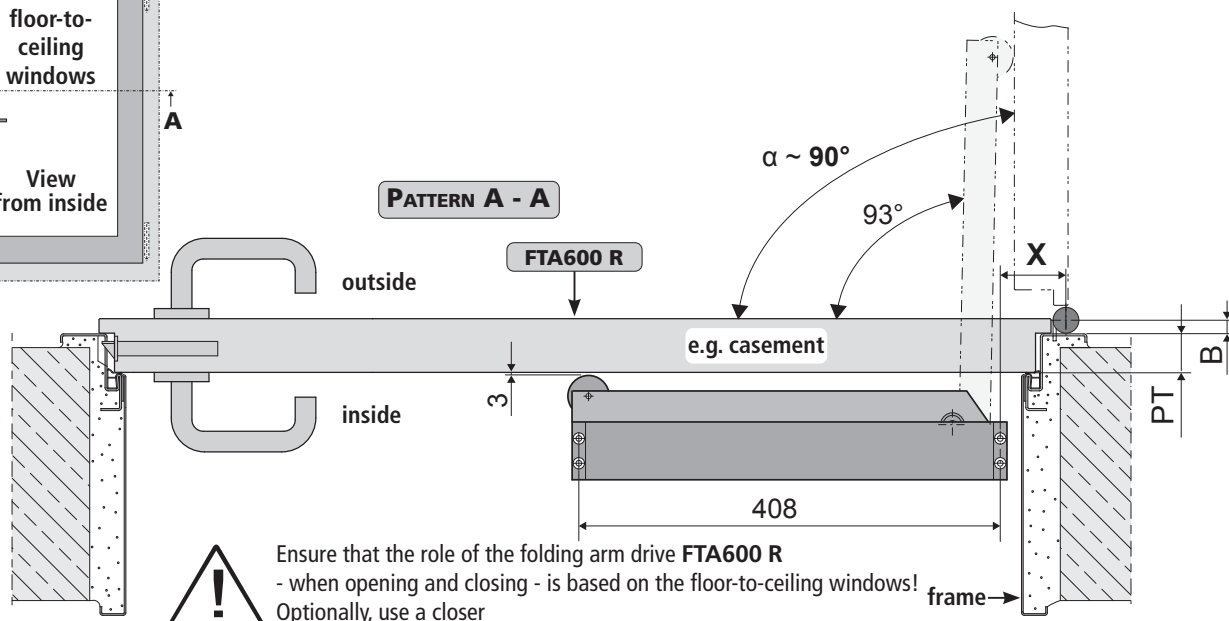 floor-to-
ceiling
windows
A
View
from inside
PATTERN A - A
FTA600 R
outside
inside
e.g. casement
α ~ 90°
93°
X
B
PT
3
408
!
Ensure that the role of the folding arm drive FTA600 R
- when opening and closing - is based on the floor-to-ceiling windows!
Optionally, use a closer
frame